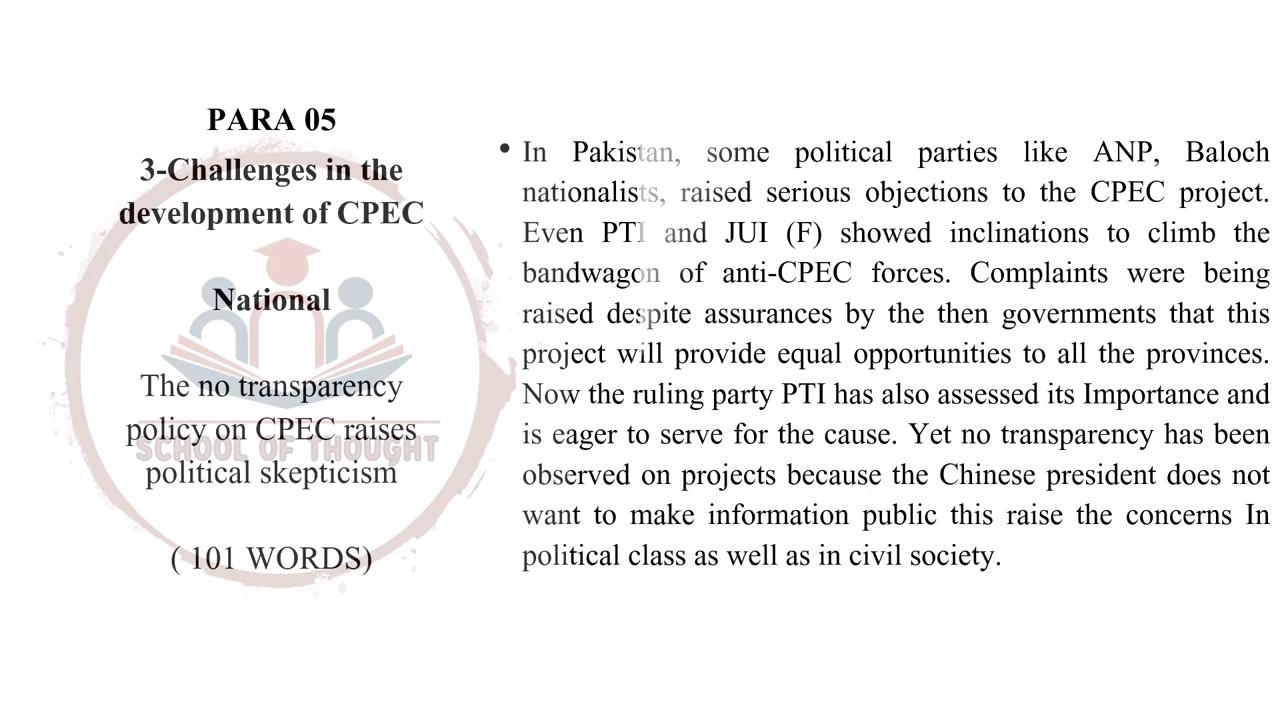 PARA 05
3-Challenges in the
development of CPEC
National
The no transparency
policy on CPEC raises
political skepticism
( 101 WORDS)
SCHOOL OF THOUGHT
• In Pakistan, some political parties like ANP, Baloch
nationalists, raised serious objections to the CPEC project.
Even PTI and JUI (F) showed inclinations to climb the
bandwagon of anti-CPEC forces. Complaints were being
raised despite assurances by the then governments that this
project will provide equal opportunities to all the provinces.
Now the ruling party PTI has also assessed its Importance and
is eager to serve for the cause. Yet no transparency has been
observed on projects because the Chinese president does not
want to make information public this raise the concerns In
political class as well as in civil society.